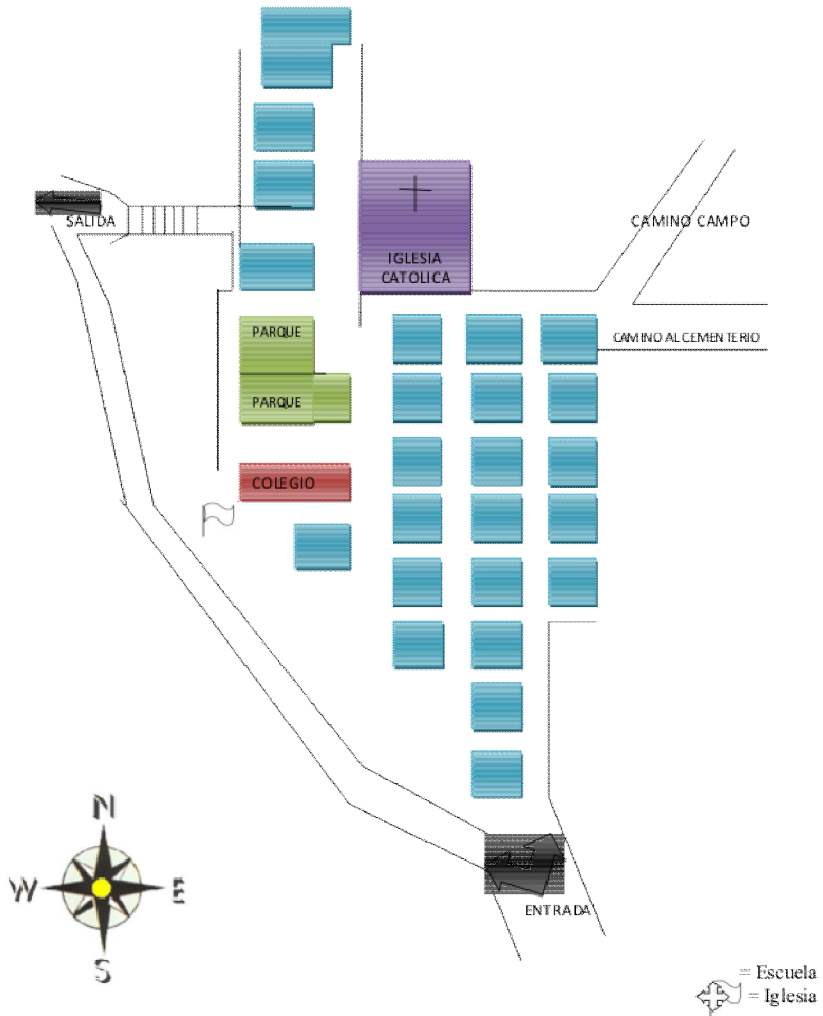 SALIDA
CAMINO CAMPO
IGLESIA
CATOLICA
PARQUE
CAMINO AL CEMENTERIO
PARQUE
COLEGIO
N
W E
S
ENTRADA
= Escuela
= Iglesia